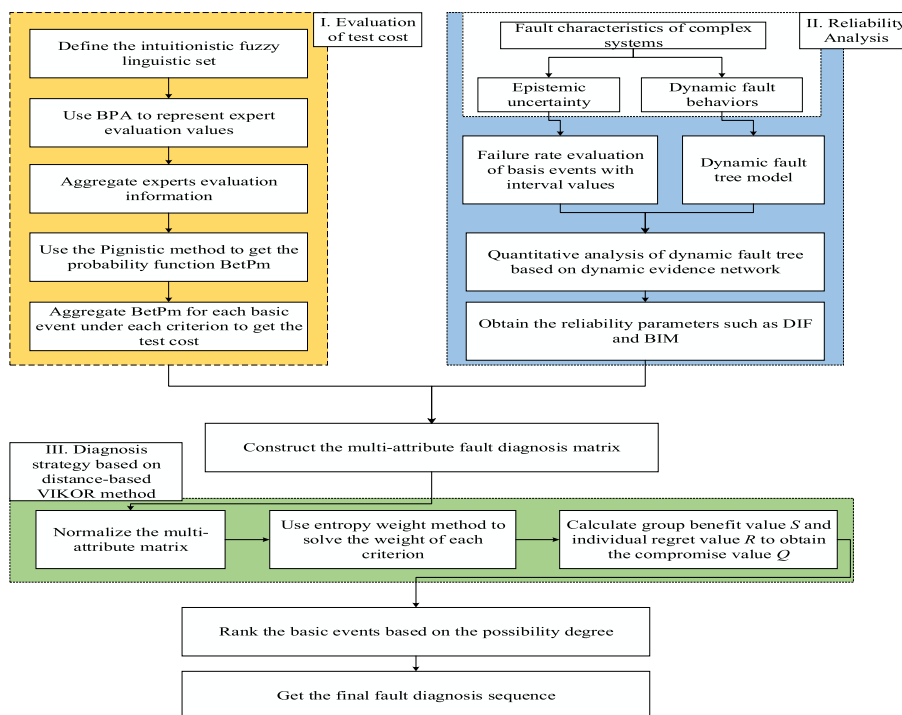 I. Evaluation
of test cost
Define the intuitionistic fuzzy
linguistic set
Use BPA to represent expert
evaluation values
Aggregate experts evaluation
information
Use the Pignistic method to get the
probability function BetPm
Aggregate BetPm for each basic
event under each criterion to get the
test cost
II. Reliability
Analysis
Fault characteristics of complex
systems
Epistemic
uncertainty
Dynamic fault
behaviors
Failure rate evaluation
of basis events with
interval values
Dynamic fault
tree model
Quantitative analysis of dynamic fault tree
based on dynamic evidence network
Obtain the reliability parameters such as DIF
and BIM
Construct the multi-attribute fault diagnosis matrix
III. Diagnosis
strategy based on
distance-based
VIKOR method
Normalize the multi-
attribute matrix
Use entropy weight method to
solve the weight of each
criterion
Calculate group benefit value S and
individual regret value R to obtain
the compromise value Q
Rank the basic events based on the possibility degree
Get the final fault diagnosis sequence